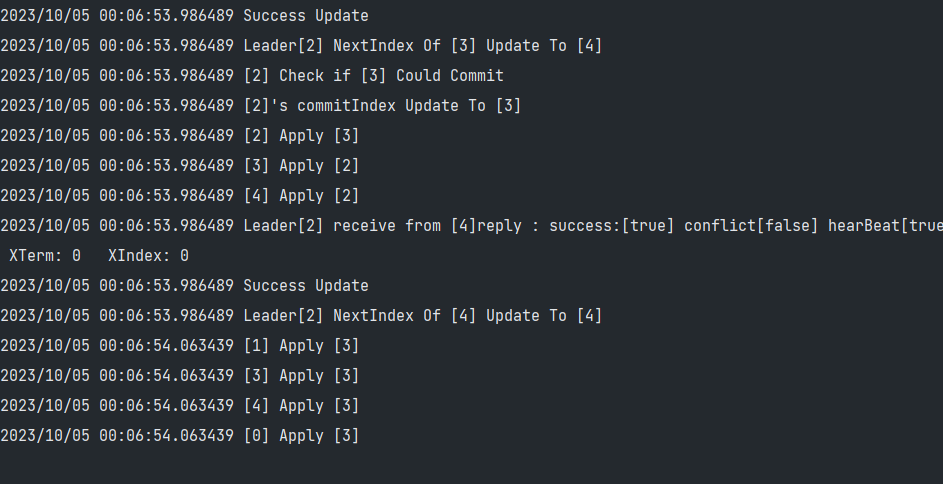 2023/10/05 00:06:53.986489 Success Update
2023/10/05 00:06:53.986489 Leader[2] NextIndex Of [3] Update To [4]
2023/10/05 00:06:53.986489 [2] Check if [3] Could Commit
2023/10/05 00:06:53.986489 [2]'s commitIndex Update To [3]
2023/10/05 00:06:53.986489 [2] Apply [3]
2023/10/05 00:06:53.986489 [3] Apply [2]
2023/10/05 00:06:53.986489 [4] Apply [2]
2023/10/05 00:06:53.986489 Leader[2] receive from [4]reply : success:[true] conflict[false] hearBeat[true
XTerm: 0   XIndex: 0
2023/10/05 00:06:53.986489 Success Update
2023/10/05 00:06:53.986489 Leader[2] NextIndex Of [4] Update To [4]
2023/10/05 00:06:54.063439 [1] Apply [3]
2023/10/05 00:06:54.063439 [3] Apply [3]
2023/10/05 00:06:54.063439 [4] Apply [3]
2023/10/05 00:06:54.063439 [0] Apply [3]